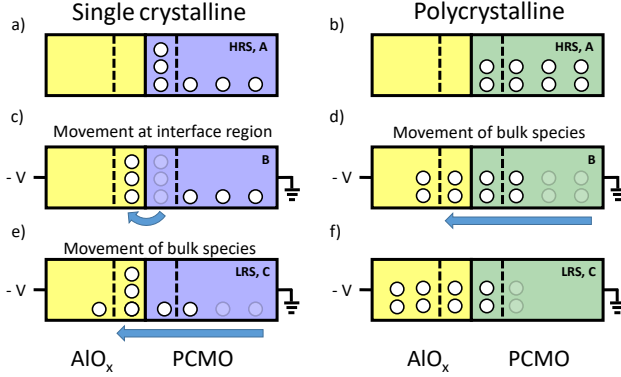 Single crystalline
Polycrystalline
a)
HRS, A
b)
HRS, A
c)
Movement at interface region
B
- V
d)
Movement of bulk species
B
- V
e)
Movement of bulk species
LRS, C
- V
f)
LRS, C
- V
AlOₓ
PCMO
AlOₓ
PCMO